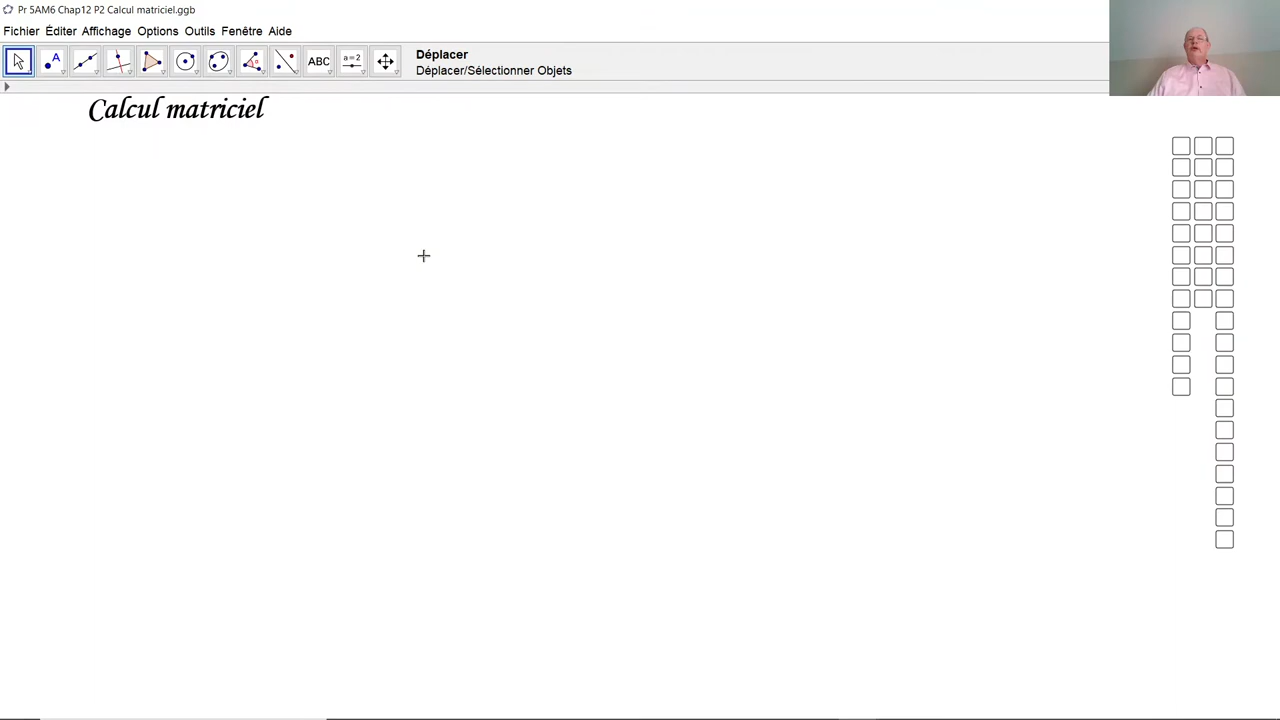 Pr 5AM6 Chap12 P2 Calcul matriciel.ggb
Fichier Éditer Affichage Options Outils Fenêtre Aide
A
ABC
a=2
Déplacer
Déplacer/Sélectionner Objets
Calcul matriciel